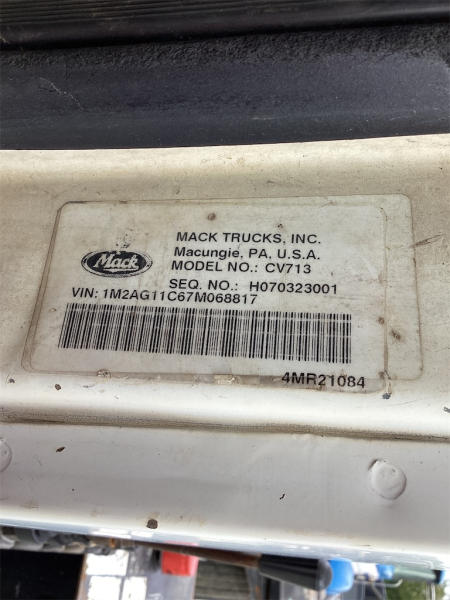 MACK TRUCKS, INC.
Macungie, PA. U.S.A.
Mack
MODEL NO.: CV713
SEQ. NO.: H070323001
VIN: 1M2AG11C67M068817
4MR21084